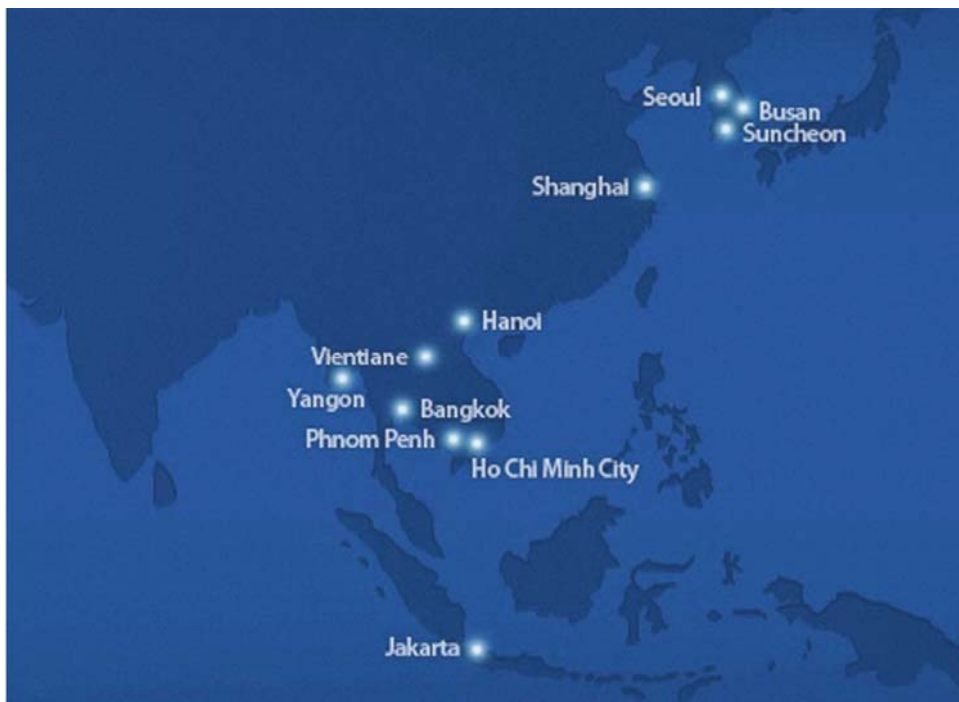 Seoul
Busan
Suncheon
Shanghai
Hanoi
Vientiane
Yangon
Bangkok
Phnom Penh
Ho Chi Minh City
Jakarta